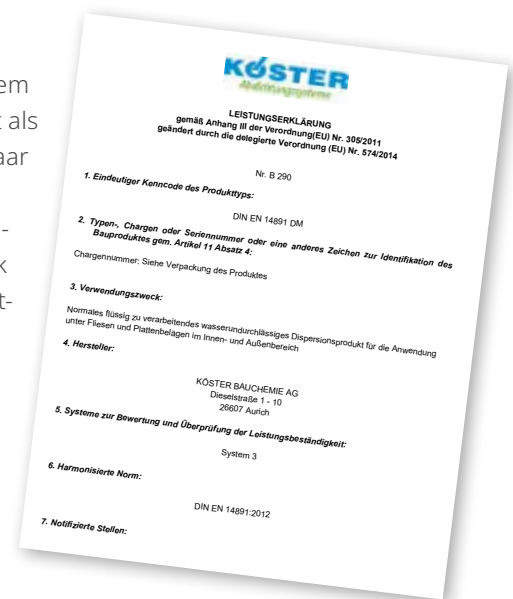 em
als
aar
-
k
t-
KÖSTER
Abdichtungssysteme
LEISTUNGSERKLÄRUNG
gemäß Anhang III der Verordnung(EU) Nr. 305/2011
geändert durch die delegierte Verordnung (EU) Nr. 574/2014
Nr. B 290
1. Eindeutiger Kenncode des Produkttyps:
DIN EN 14891 DM
2. Typen-, Chargen oder Seriennummer oder eine anderes Zeichen zur Identifikation des
Bauproduktes gem. Artikel 11 Absatz 4:
Chargennummer: Siehe Verpackung des Produktes
3. Verwendungszweck:
Normales flüssig zu verarbeitendes wasserundurchlässiges Dispersionsprodukt für die Anwendung
unter Fliesen und Plattenbelägen im Innen- und Außenbereich
4. Hersteller:
KÖSTER BAUCHEMIE AG
Dieselstraße 1 - 10
26607 Aurich
5. Systeme zur Bewertung und Überprüfung der Leistungsbeständigkeit:
System 3
6. Harmonisierte Norm:
DIN EN 14891:2012
7. Notifizierte Stellen: